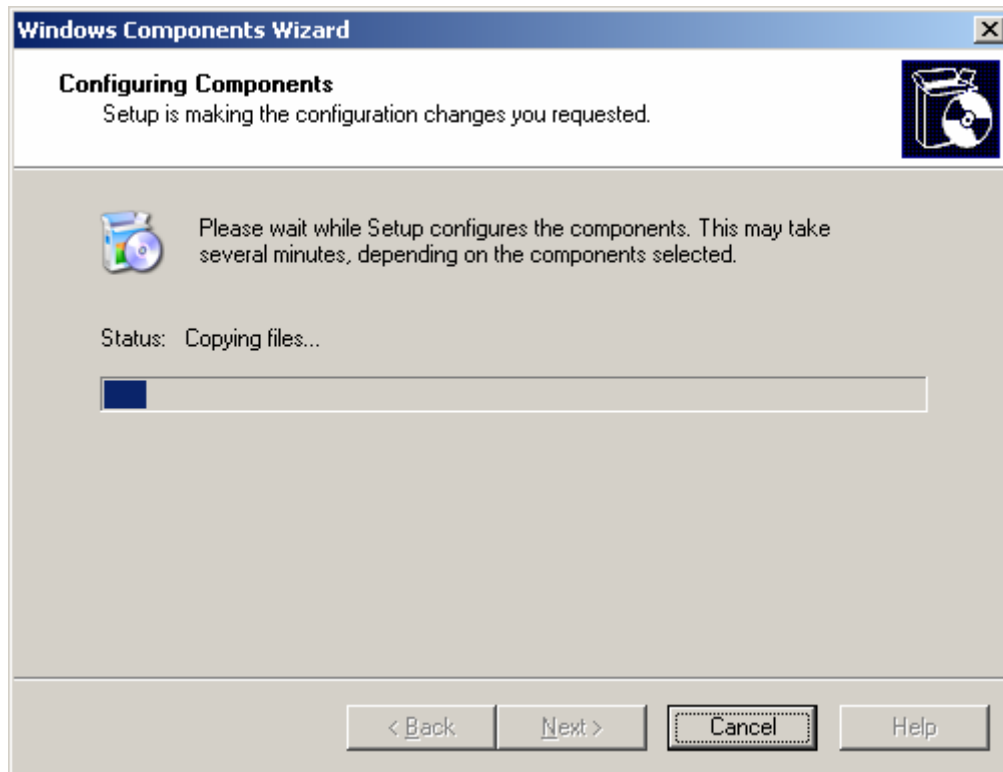 Windows Components Wizard
Configuring Components
Setup is making the configuration changes you requested.
Please wait while Setup configures the components. This may take
several minutes, depending on the components selected.
Status: Copying files...
< Back Next > Cancel Help